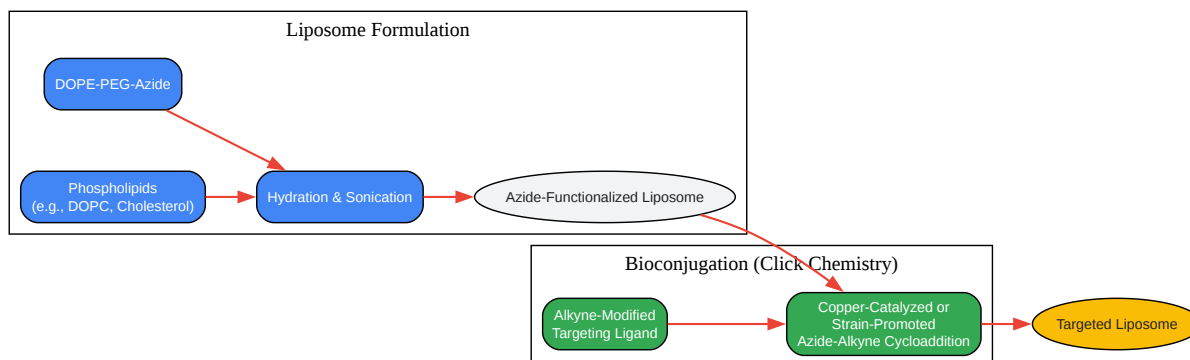 Liposome Formulation
DOPE-PEG-Azide
Phospholipids
(e.g., DOPC, Cholesterol)
Hydration & Sonication
Azide-Functionalized Liposome
Bioconjugation (Click Chemistry)
Alkyne-Modified
Targeting Ligand
Copper-Catalyzed or
Strain-Promoted
Azide-Alkyne Cycloaddition
Targeted Liposome